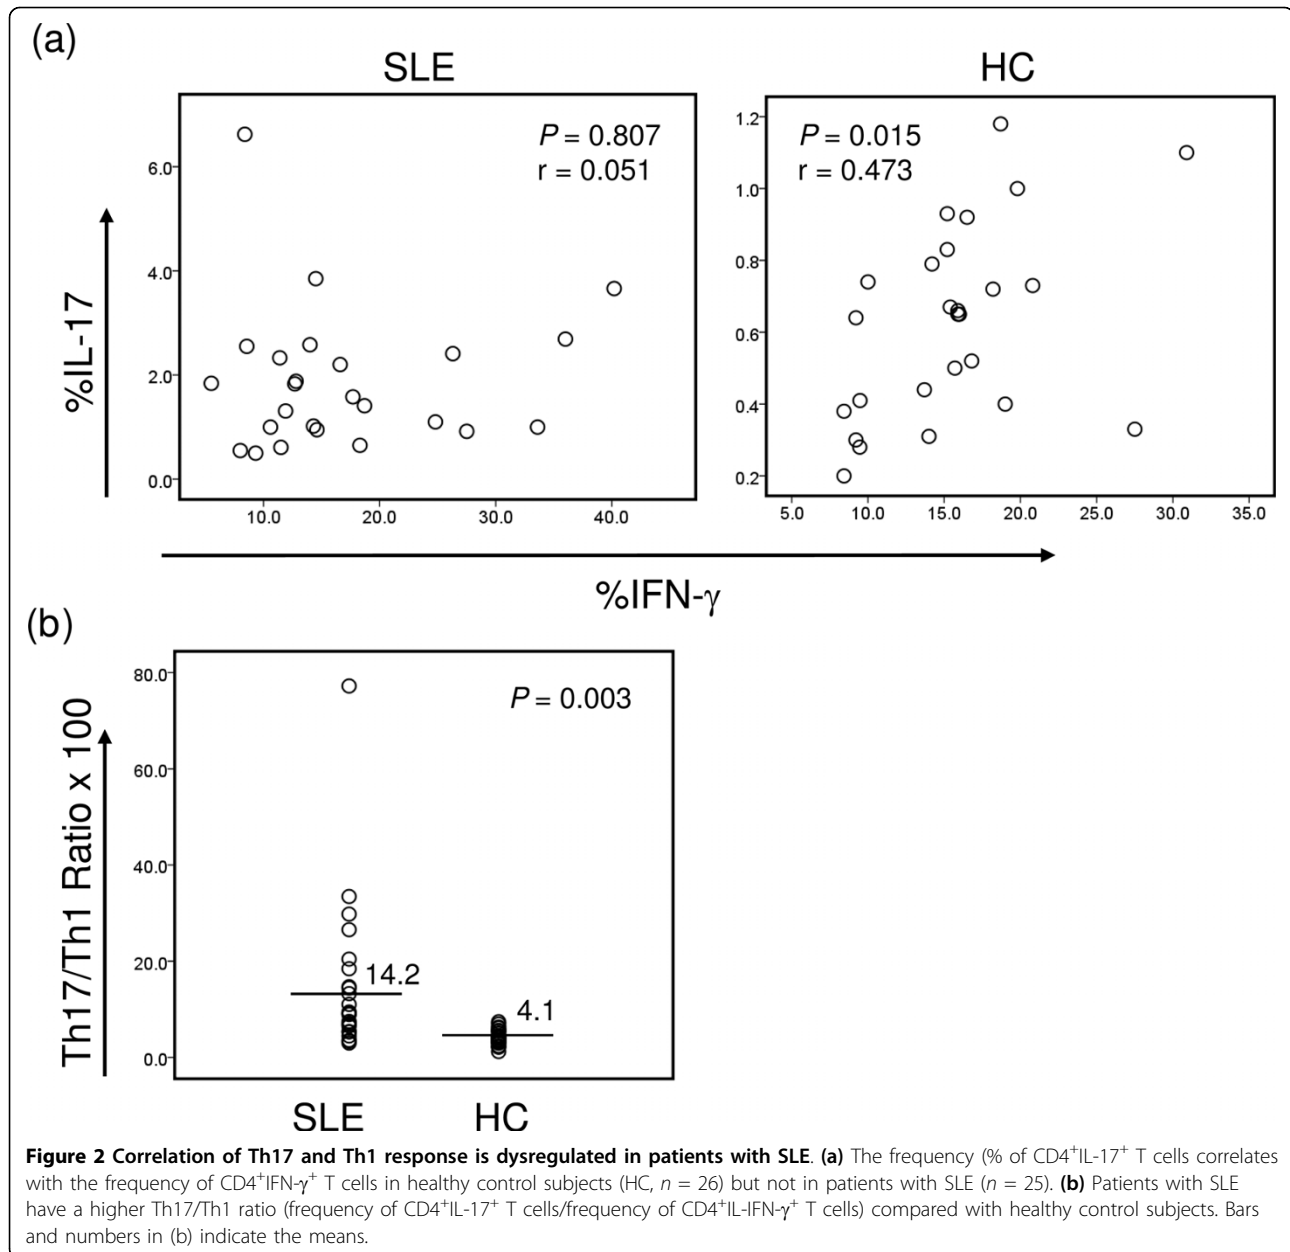 (a)
SLE
HC
P = 0.807
r = 0.051
P = 0.015
r = 0.473
6.0
4.0
2.0
0.0
1.2
1.0
0.8
0.6
0.4
0.2
%IL-17
10.0 20.0 30.0 40.0
5.0 10.0 15.0 20.0 25.0 30.0 35.0
%IFN-γ
(b)
80.0
60.0
40.0
20.0
0.0
P = 0.003
Th17/Th1 Ratio x 100
14.2
4.1
SLE HC
Figure 2 Correlation of Th17 and Th1 response is dysregulated in patients with SLE. (a) The frequency (% of CD4⁺IL-17⁺ T cells correlates
with the frequency of CD4⁺IFN-γ⁺ T cells in healthy control subjects (HC, n = 26) but not in patients with SLE (n = 25). (b) Patients with SLE
have a higher Th17/Th1 ratio (frequency of CD4⁺IL-17⁺ T cells/frequency of CD4⁺IL-IFN-γ⁺ T cells) compared with healthy control subjects. Bars
and numbers in (b) indicate the means.